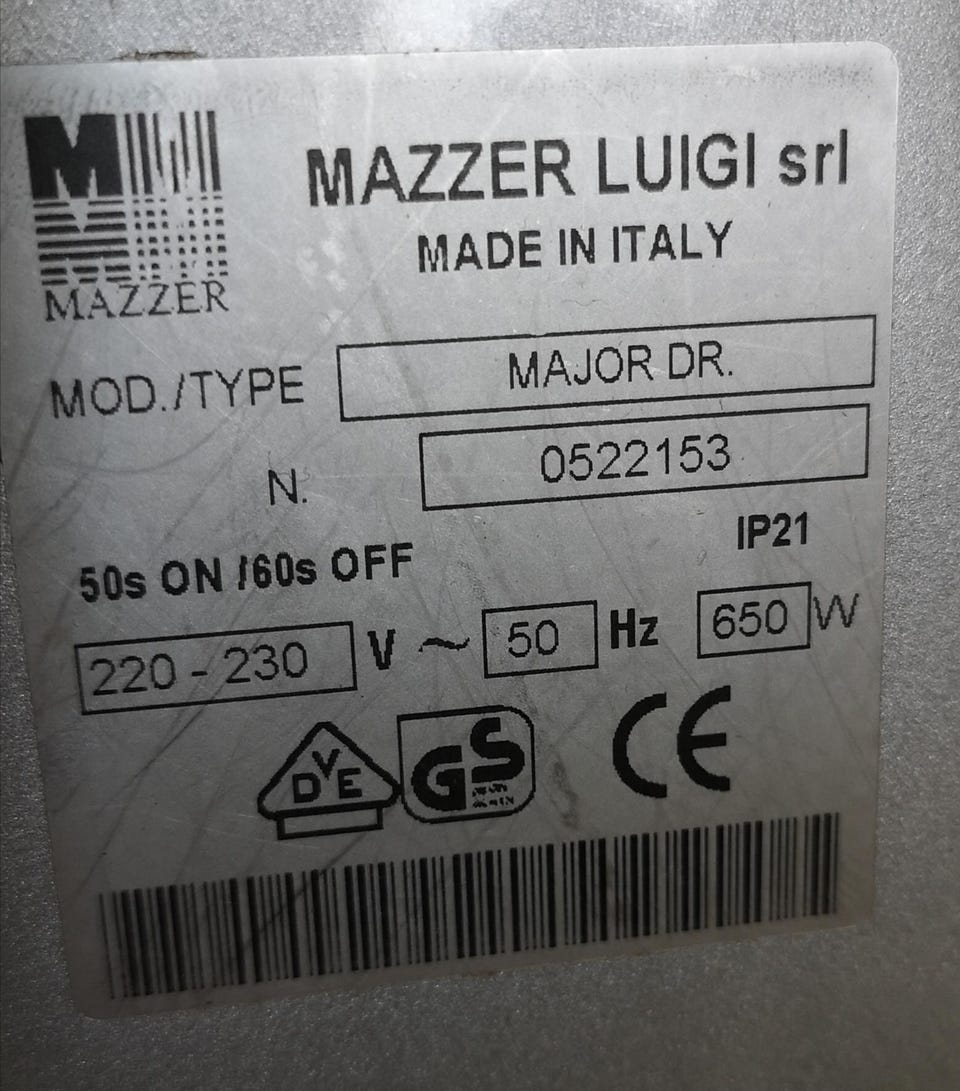 M
MAZZER
MAZZER LUIGI srl
MADE IN ITALY
MOD./TYPE MAJOR DR.
N. 0522153
IP21
50s ON /60s OFF
220 - 230 V ~ 50 Hz 650 W
DVE GS CE